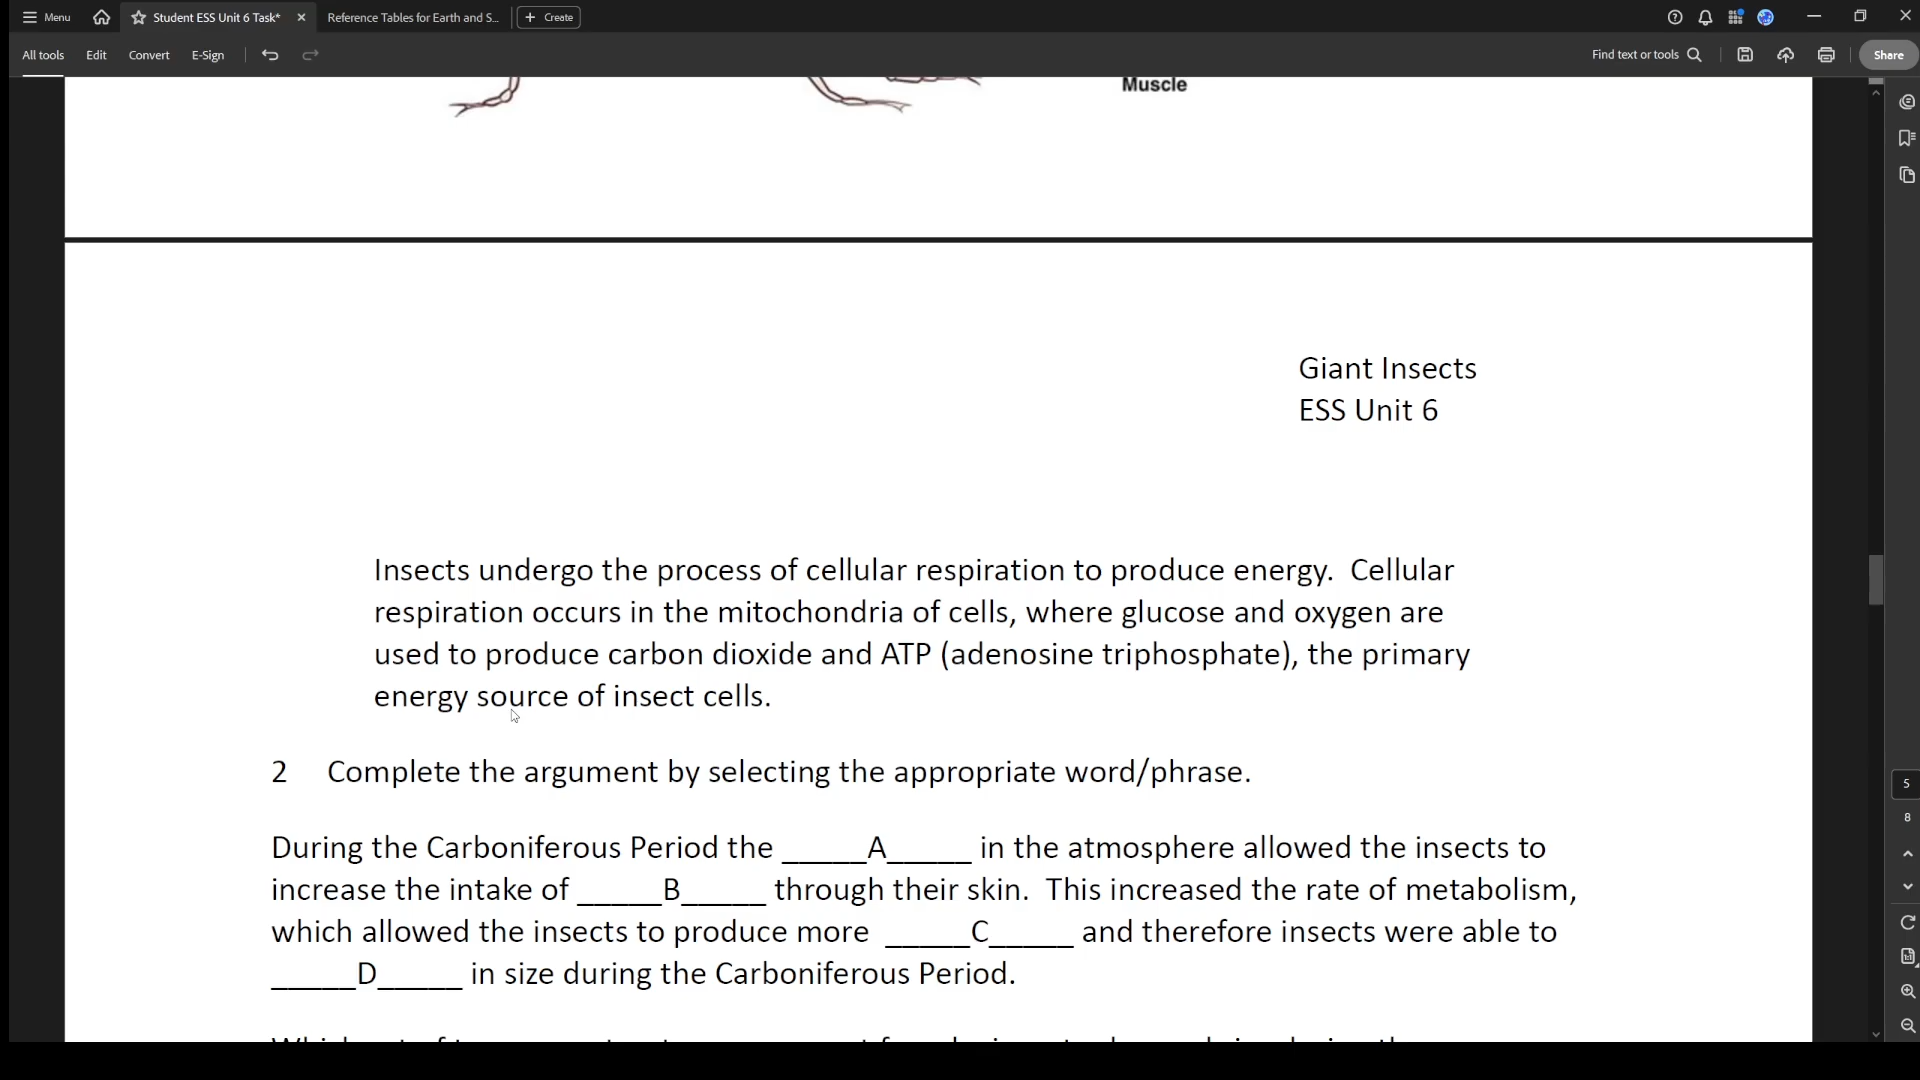 Menu
Student ESS Unit 6 Task*
Reference Tables for Earth and S...
Create
All tools
Edit
Convert
E-Sign
Find text or tools
Share
Muscle
Giant Insects
ESS Unit 6
Insects undergo the process of cellular respiration to produce energy.  Cellular
respiration occurs in the mitochondria of cells, where glucose and oxygen are
used to produce carbon dioxide and ATP (adenosine triphosphate), the primary
energy source of insect cells.
2 Complete the argument by selecting the appropriate word/phrase.
During the Carboniferous Period the _____A_____ in the atmosphere allowed the insects to
increase the intake of _____B_____ through their skin.  This increased the rate of metabolism,
which allowed the insects to produce more _____C_____ and therefore insects were able to
_____D_____ in size during the Carboniferous Period.
5
8